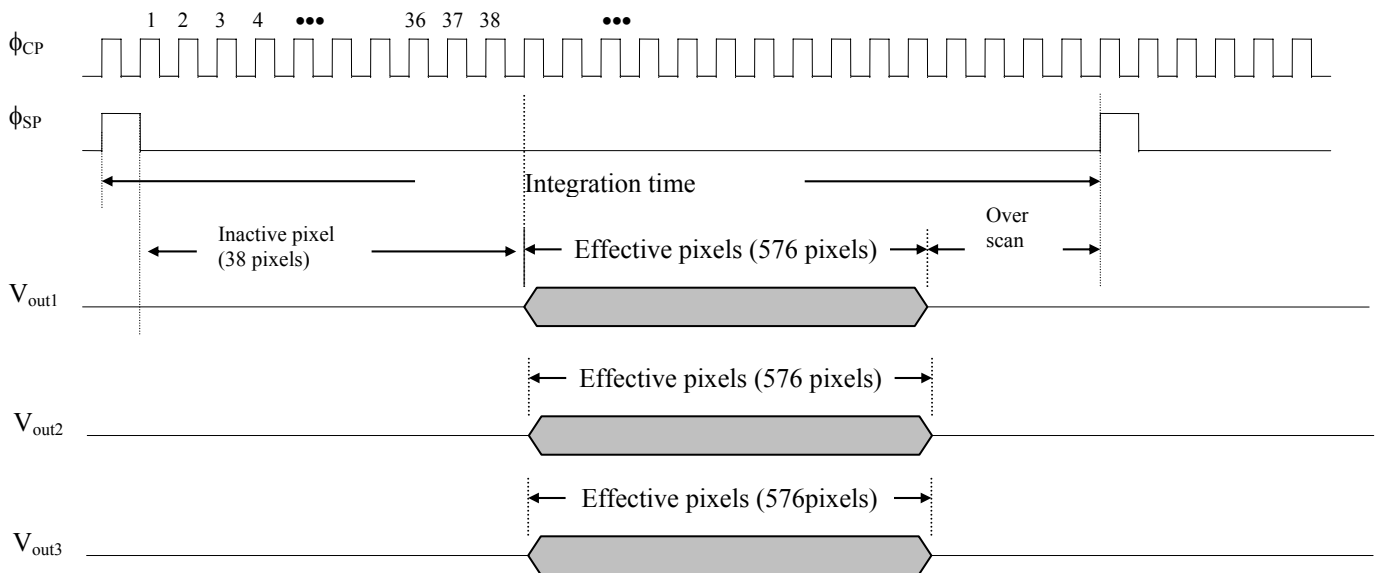 1 2 3 4 ••• 36 37 38 •••
ϕCP
ϕSP
Integration time
Inactive pixel
(38 pixels)
Effective pixels (576 pixels)
Over
scan
Vout1
Effective pixels (576 pixels)
Vout2
Effective pixels (576pixels)
Vout3